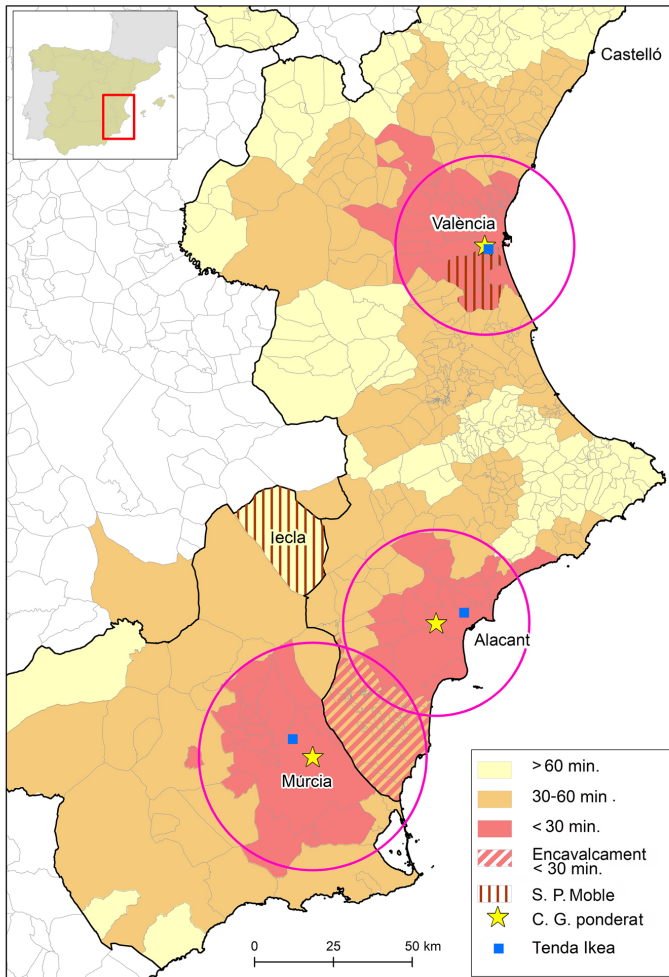 Castelló
València
Iecla
Alacant
Múrcia
> 60 min.
30-60 min .
< 30 min.
Encavalcament
< 30 min.
S. P. Moble
C. G. ponderat
Tenda Ikea
0 25 50 km